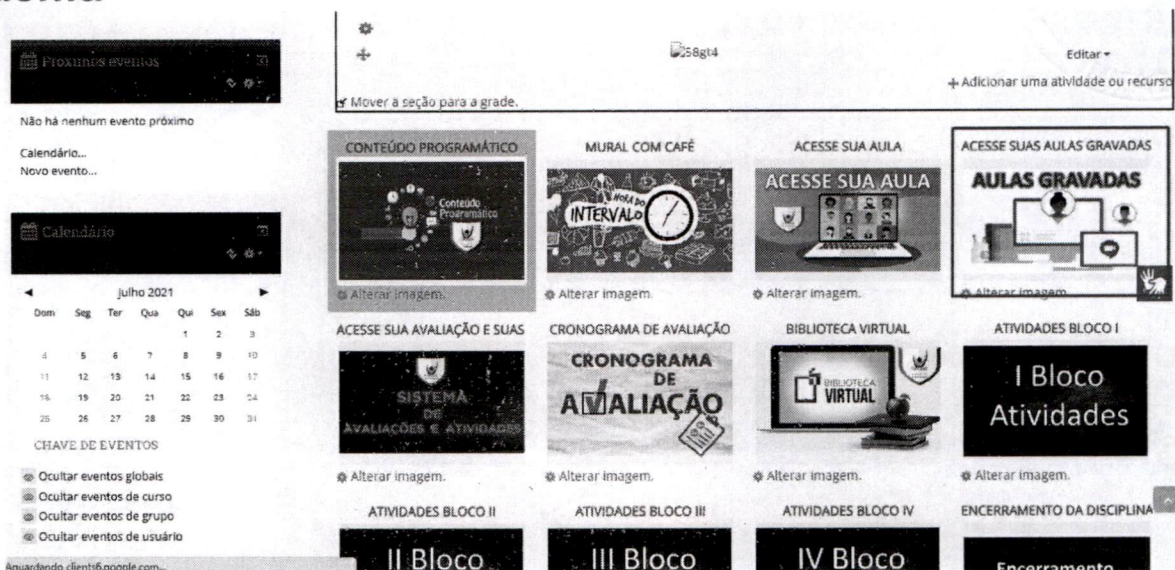 Próximos eventos
Não há nenhum evento próximo
Calendário...
Novo evento...
Calendário
◄ julho 2021 ►
Dom Seg Ter Qua Qui Sex Sáb
1 2 3
4 5 6 7 8 9 10
11 12 13 14 15 16 17
18 19 20 21 22 23 24
25 26 27 28 29 30 31
CHAVE DE EVENTOS
Ocultar eventos globais
Ocultar eventos de curso
Ocultar eventos de grupo
Ocultar eventos de usuário
Aguardando clients6.google.com...
58gt4
Editar
Adicionar uma atividade ou recurso
Mover a seção para a grade.
CONTEÚDO PROGRAMÁTICO
Conteúdo
Programático
Alterar imagem.
MURAL COM CAFÉ
HORA DO
INTERVALO
Alterar imagem.
ACESSE SUA AULA
ACESSE SUA AULA
Alterar imagem.
ACESSE SUAS AULAS GRAVADAS
AULAS GRAVADAS
Alterar imagem.
ACESSE SUA AVALIAÇÃO E SUAS
SISTEMA
DE
AVALIAÇÕES E ATIVIDADES
Alterar imagem.
CRONOGRAMA DE AVALIAÇÃO
CRONOGRAMA
DE
AVALIAÇÃO
Alterar imagem.
BIBLIOTECA VIRTUAL
BIBLIOTECA
VIRTUAL
Alterar imagem.
ATIVIDADES BLOCO I
I Bloco
Atividades
Alterar imagem.
ATIVIDADES BLOCO II
II Bloco
ATIVIDADES BLOCO III
III Bloco
ATIVIDADES BLOCO IV
IV Bloco
ENCERRAMENTO DA DISCIPLINA
Encerramento